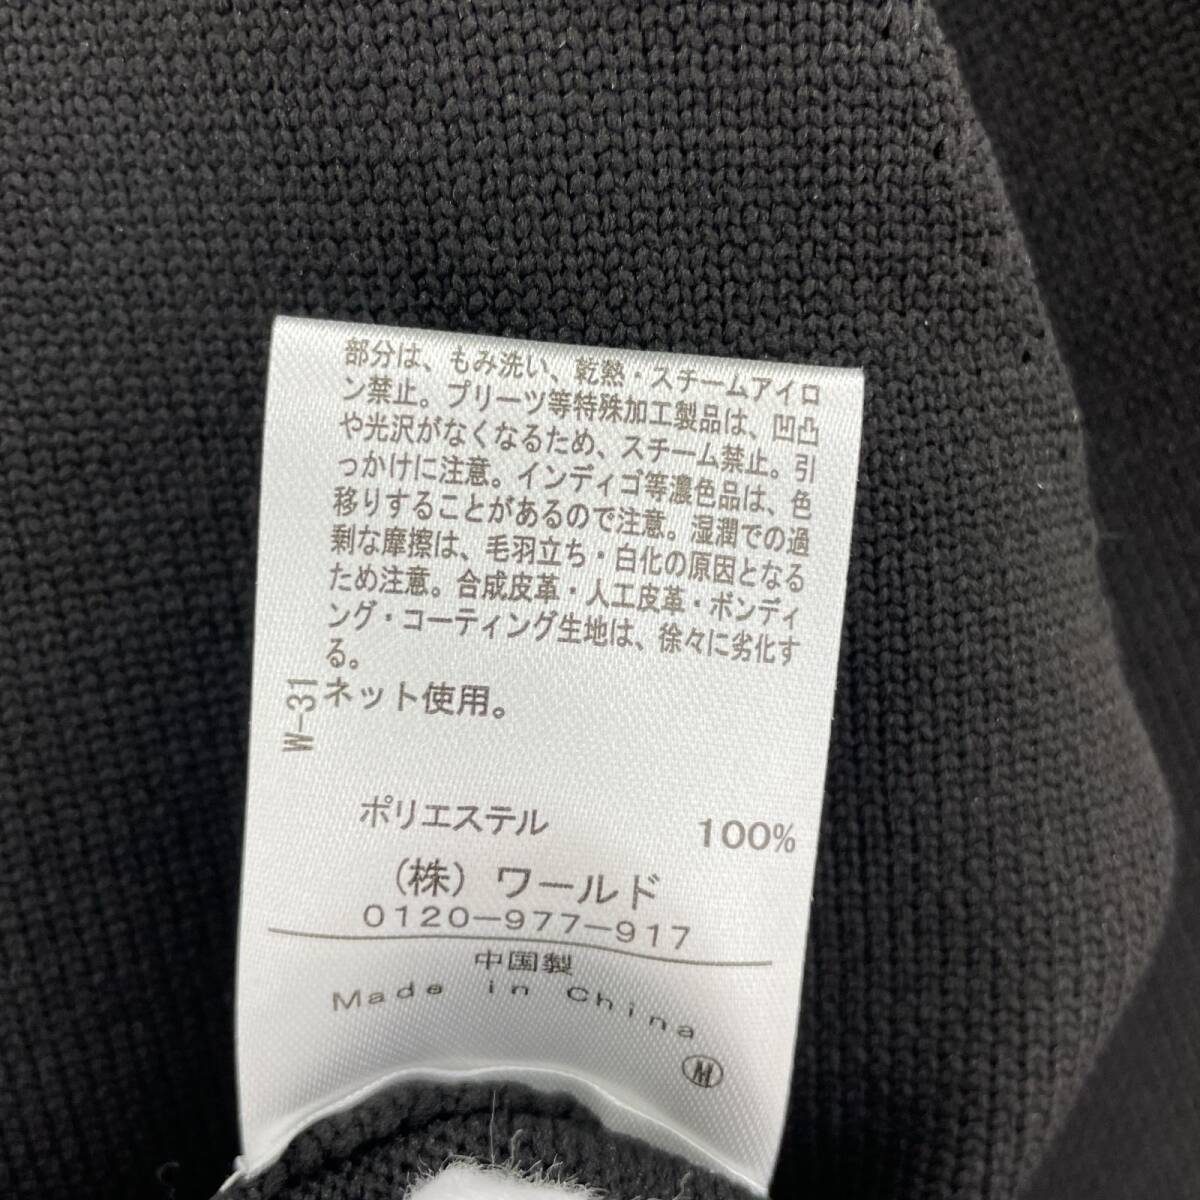 部分は、もみ洗い、乾熱・スチームアイロ
ン禁止。プリーツ等特殊加工製品は、凹凸
や光沢がなくなるため、スチーム禁止。引
っかけに注意。インディゴ等濃色品は、色
移りすることがあるので注意。湿潤での過
剰な摩擦は、毛羽立ち・白化の原因となる
ため注意。合成皮革・人工皮革・ボンディ
ング・コーティング生地は、徐々に劣化す
る。
ネット使用。
W-31
ポリエステル 100%
(株) ワールド
0120-977-917
中国製
Made in China
M